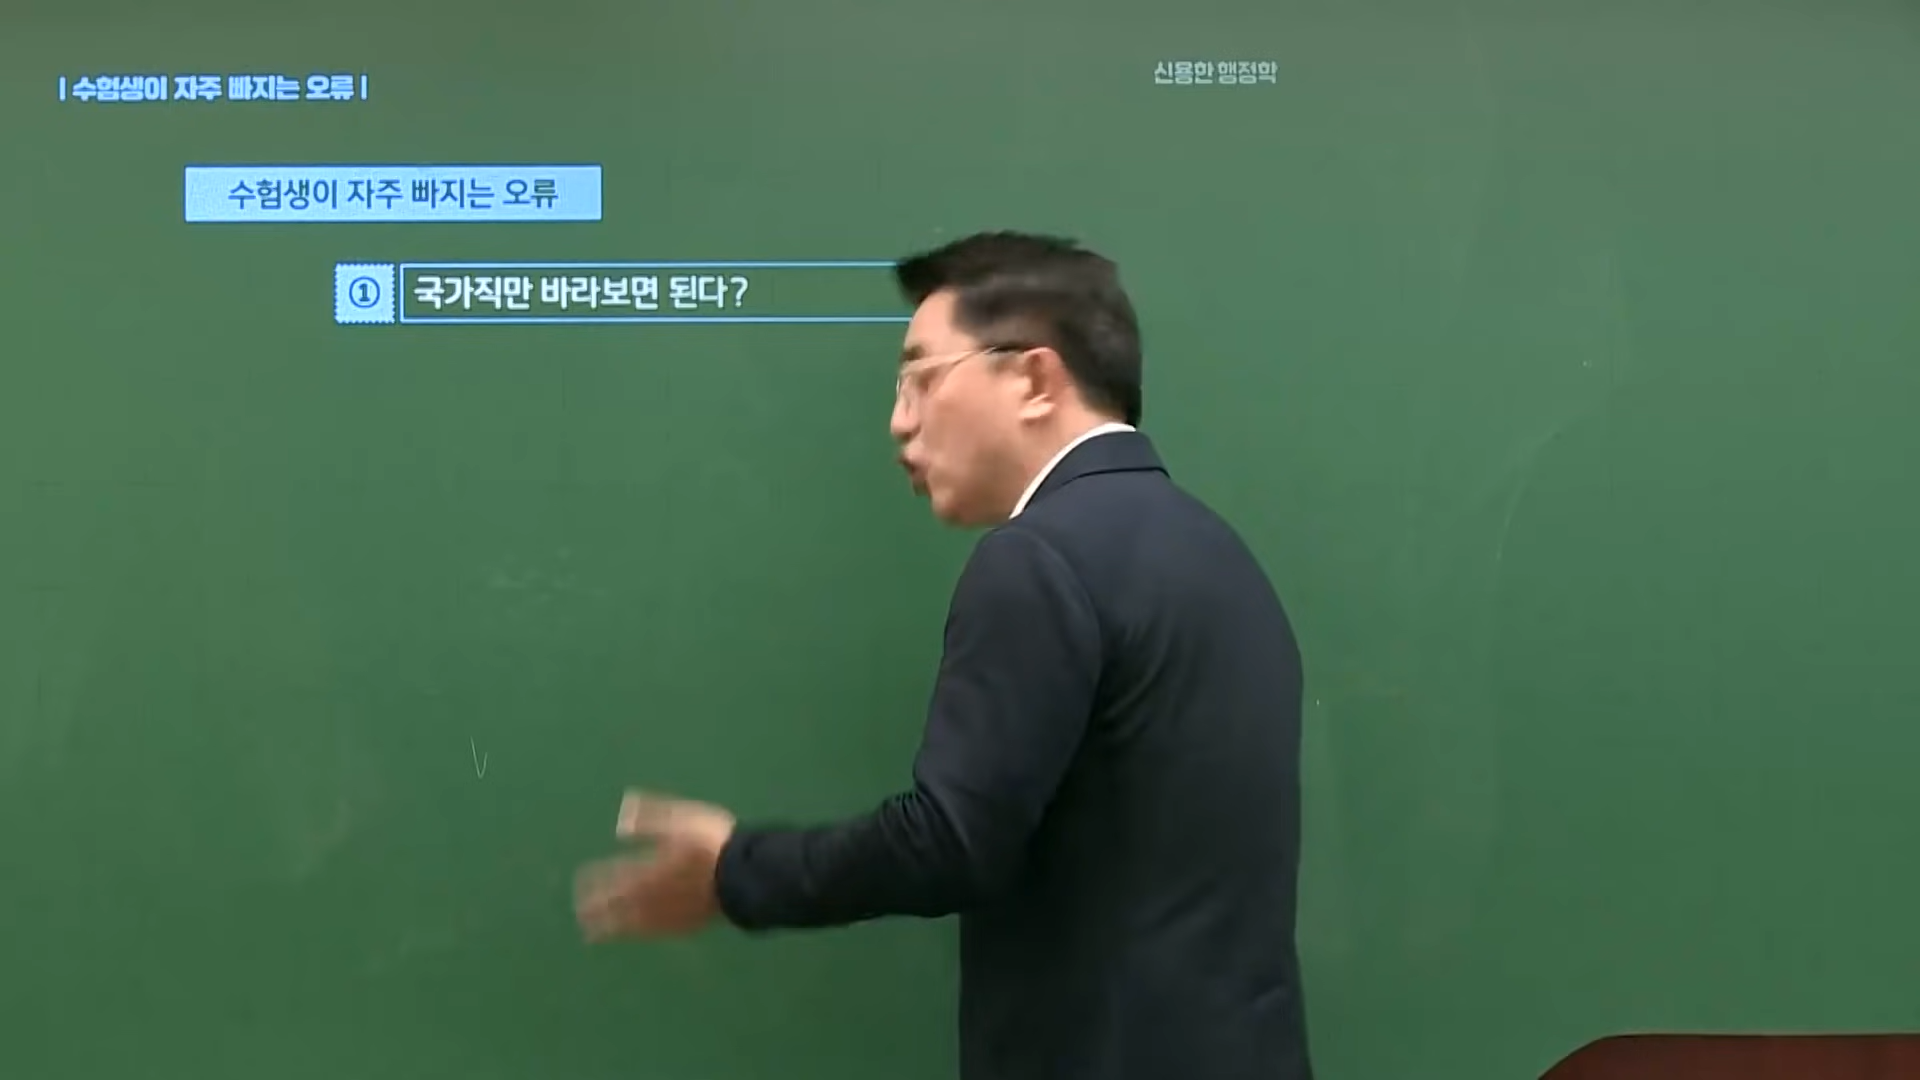 | 수험생이 자주 빠지는 오류 |
신용한 행정학
수험생이 자주 빠지는 오류
① 국가직만 바라보면 된다?